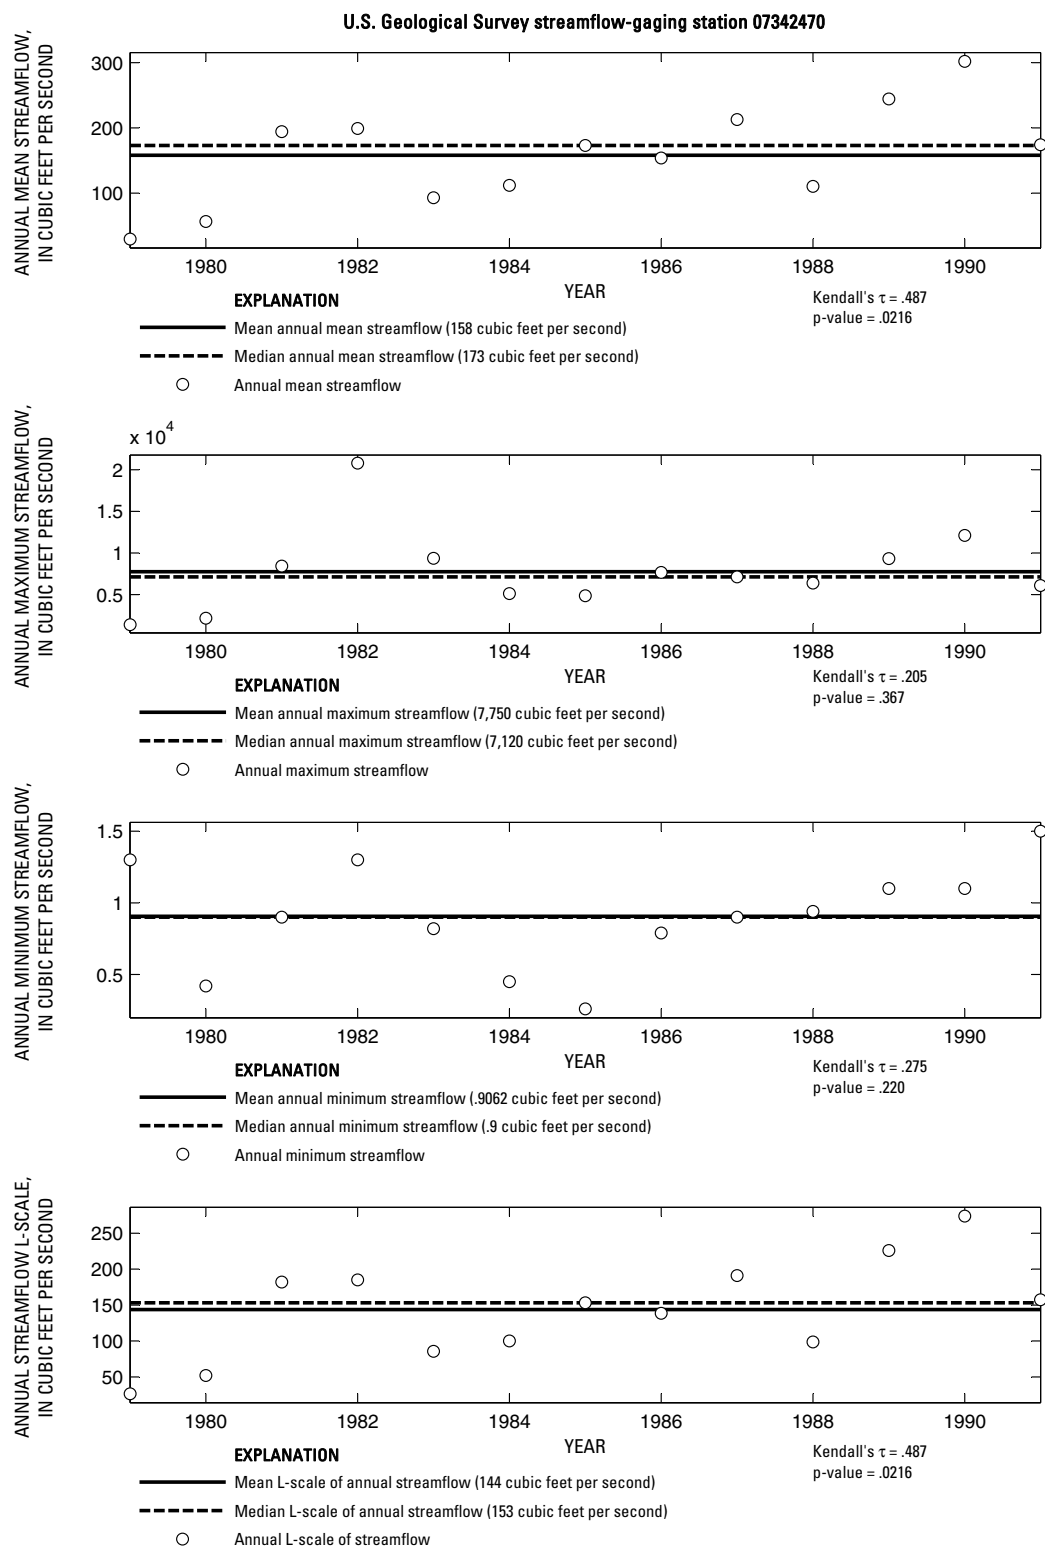 U.S. Geological Survey streamflow-gaging station 07342470
ANNUAL MEAN STREAMFLOW,
IN CUBIC FEET PER SECOND
300
200
100
1980 1982 1984 1986 1988 1990
YEAR
Kendall's τ = .487
p-value = .0216
EXPLANATION
Mean annual mean streamflow (158 cubic feet per second)
Median annual mean streamflow (173 cubic feet per second)
Annual mean streamflow
ANNUAL MAXIMUM STREAMFLOW,
IN CUBIC FEET PER SECOND
x 10^4
2
1.5
1
0.5
1980 1982 1984 1986 1988 1990
YEAR
Kendall's τ = .205
p-value = .367
EXPLANATION
Mean annual maximum streamflow (7,750 cubic feet per second)
Median annual maximum streamflow (7,120 cubic feet per second)
Annual maximum streamflow
ANNUAL MINIMUM STREAMFLOW,
IN CUBIC FEET PER SECOND
1.5
1
0.5
1980 1982 1984 1986 1988 1990
YEAR
Kendall's τ = .275
p-value = .220
EXPLANATION
Mean annual minimum streamflow (.9062 cubic feet per second)
Median annual minimum streamflow (.9 cubic feet per second)
Annual minimum streamflow
ANNUAL STREAMFLOW L-SCALE,
IN CUBIC FEET PER SECOND
250
200
150
100
50
1980 1982 1984 1986 1988 1990
YEAR
Kendall's τ = .487
p-value = .0216
EXPLANATION
Mean L-scale of annual streamflow (144 cubic feet per second)
Median L-scale of annual streamflow (153 cubic feet per second)
Annual L-scale of streamflow